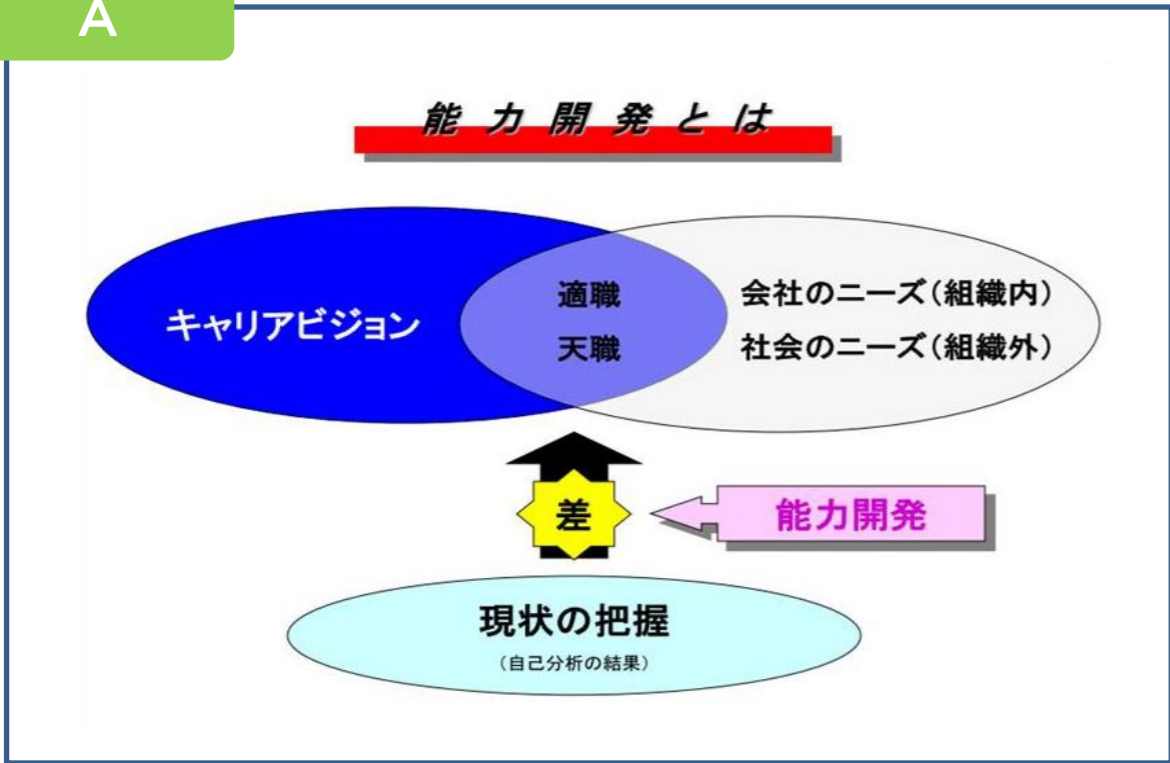 A
能力開発とは
キャリアビジョン
適職
天職
会社のニーズ(組織内)
社会のニーズ(組織外)
差
能力開発
現状の把握
(自己分析の結果)